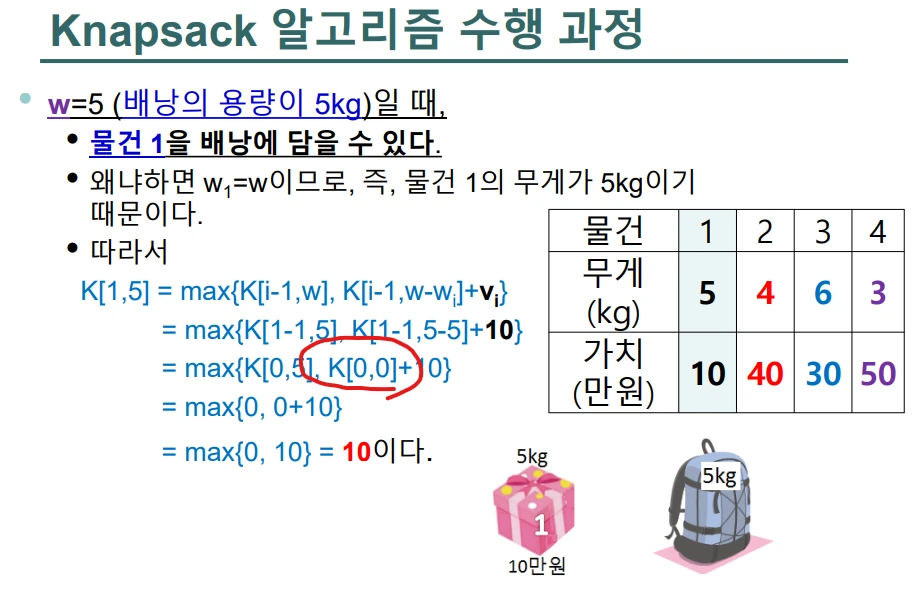 Knapsack 알고리즘 수행 과정
w=5 (배낭의 용량이 5kg)일 때,
물건 1을 배낭에 담을 수 있다.
왜냐하면 w1=w이므로, 즉, 물건 1의 무게가 5kg이기
때문이다.
따라서
K[1,5] = max{K[i-1,w], K[i-1,w-wi]+vi}
= max{K[1-1,5], K[1-1,5-5]+10}
= max{K[0,5], K[0,0]+10}
= max{0, 0+10}
= max{0, 10} = 10이다.
물건 1 2 3 4
무게
(kg) 5 4 6 3
가치
(만원) 10 40 30 50
5kg
1
10만원
5kg